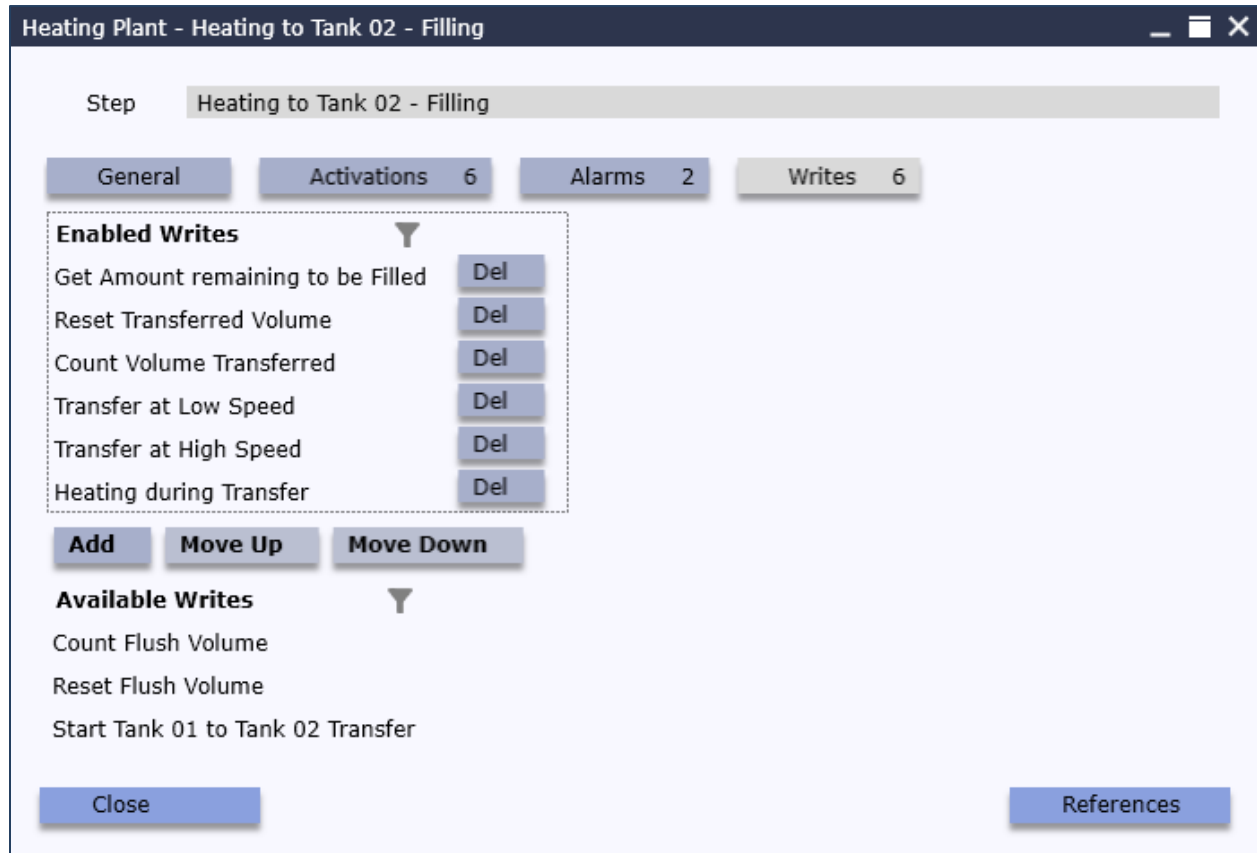 Heating Plant - Heating to Tank 02 - Filling
Step Heating to Tank 02 - Filling
General Activations 6 Alarms 2 Writes 6
Enabled Writes
Get Amount remaining to be Filled Del
Reset Transferred Volume Del
Count Volume Transferred Del
Transfer at Low Speed Del
Transfer at High Speed Del
Heating during Transfer Del
Add Move Up Move Down
Available Writes
Count Flush Volume
Reset Flush Volume
Start Tank 01 to Tank 02 Transfer
Close References